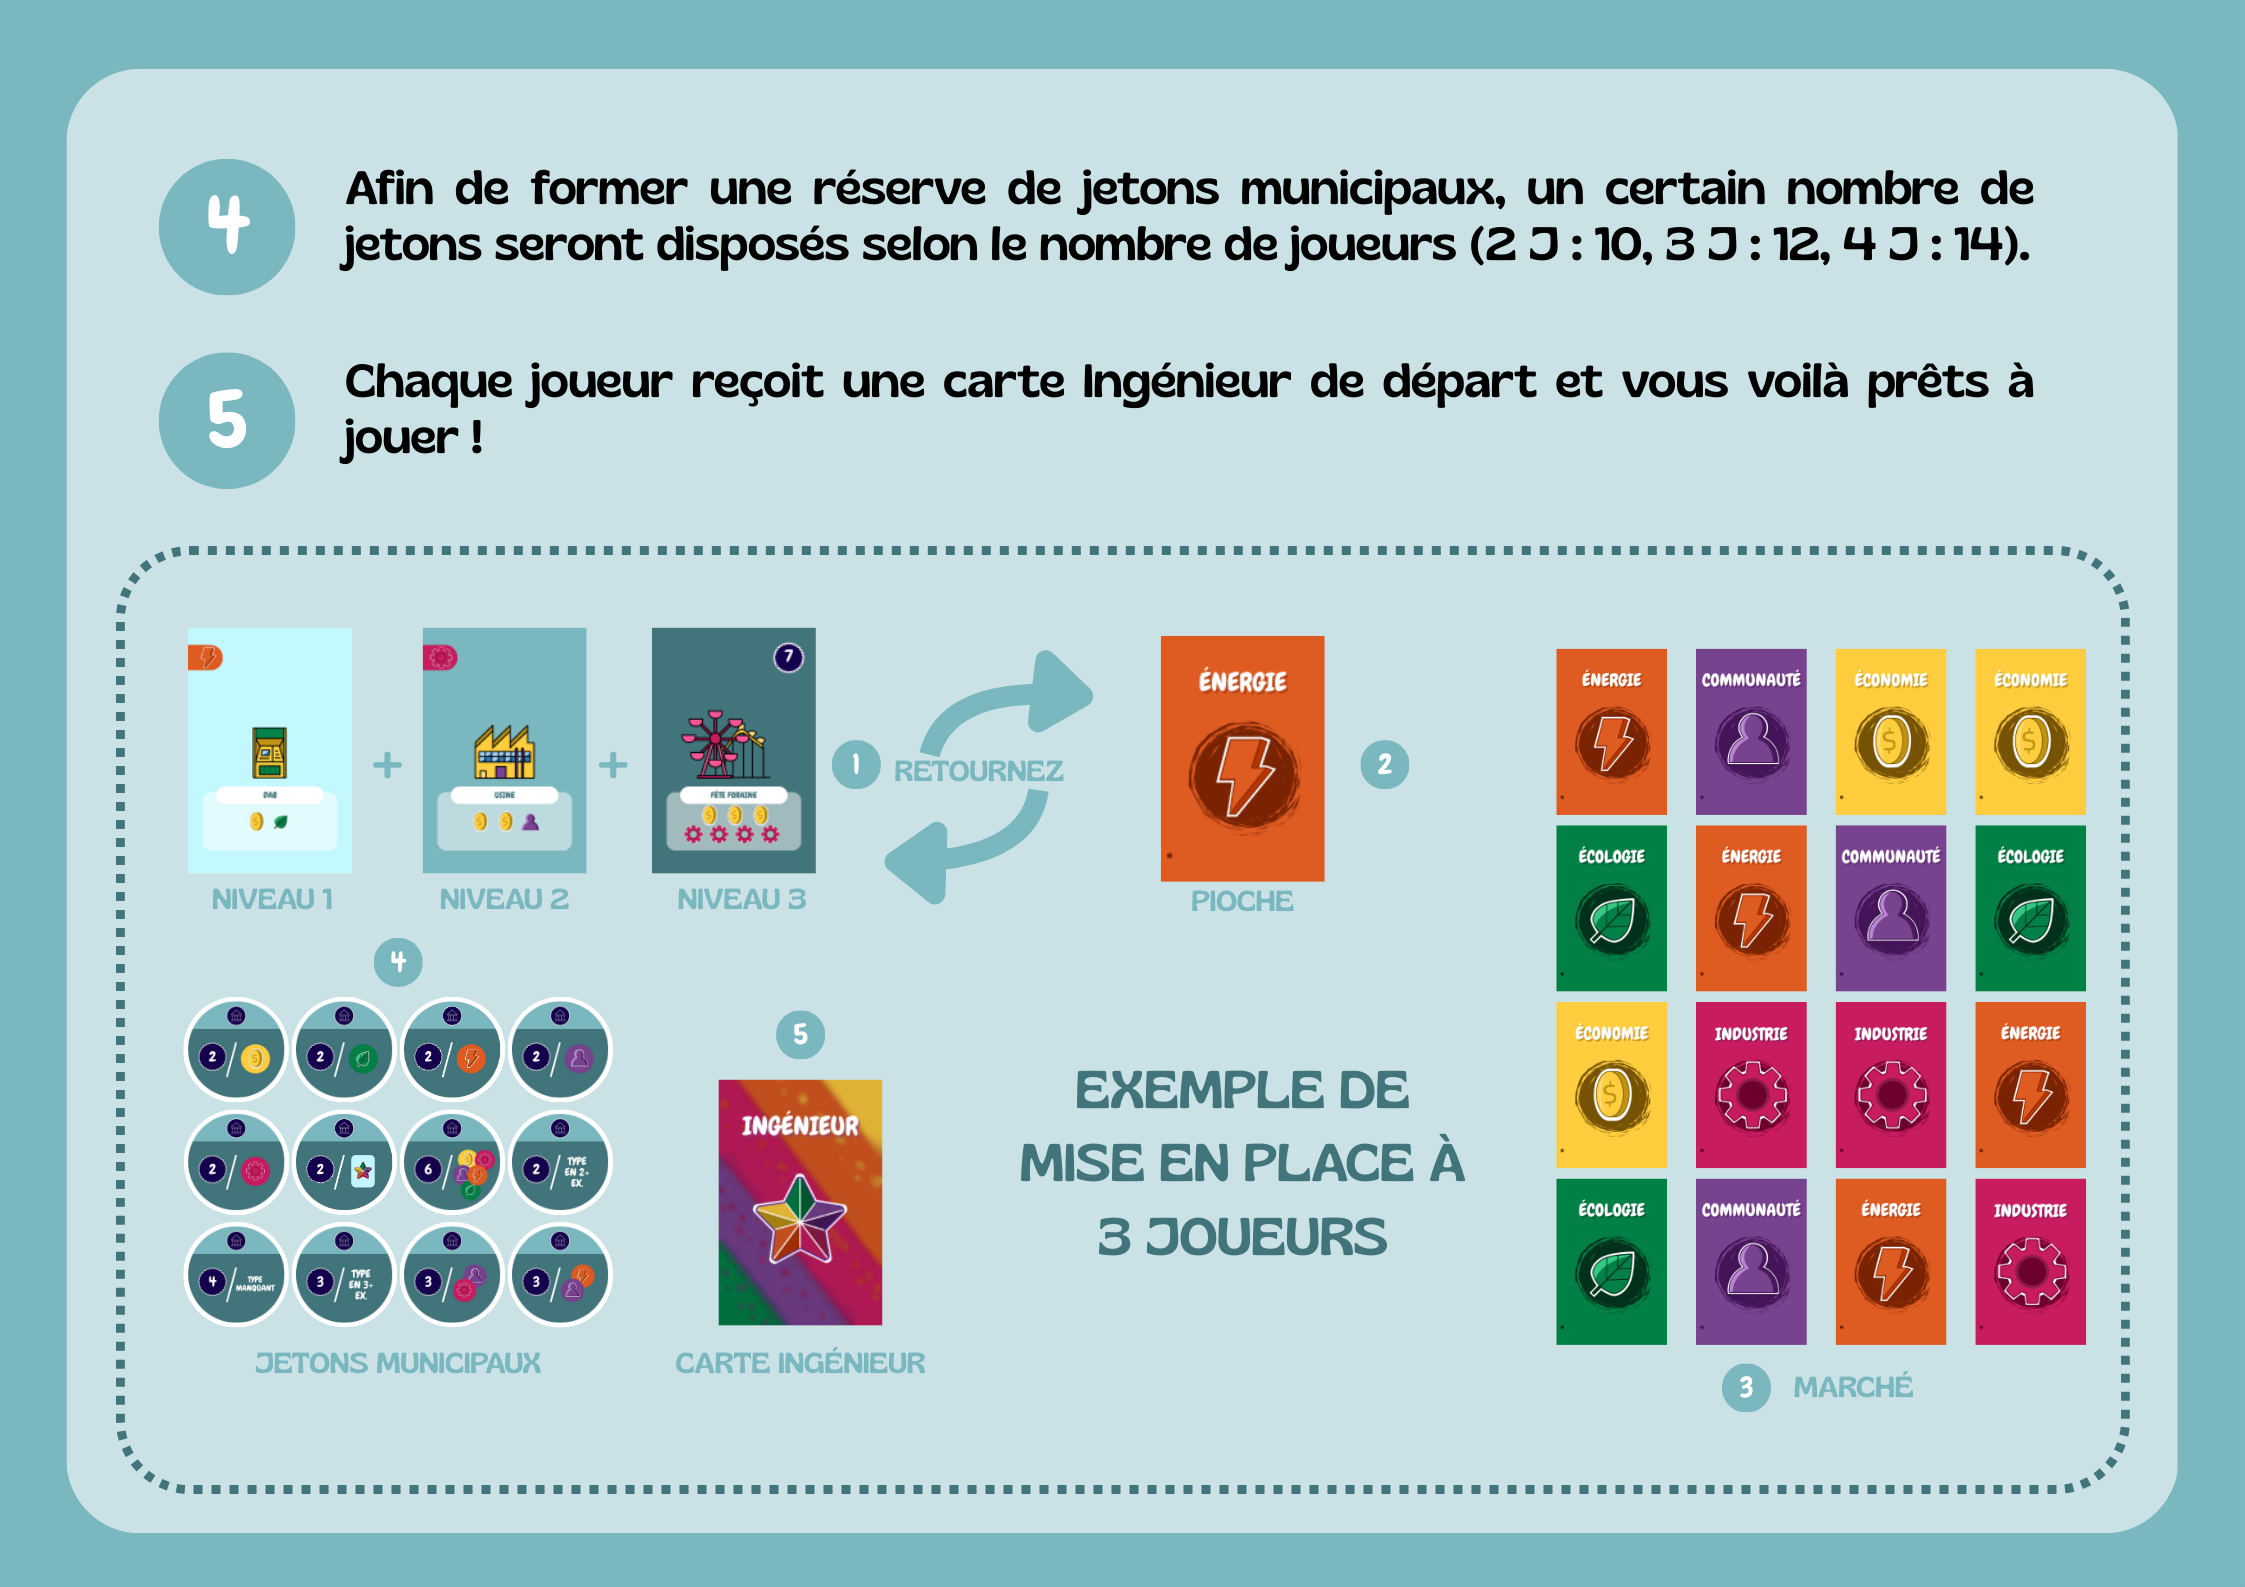 4
Afin de former une réserve de jetons municipaux, un certain nombre de
jetons seront disposés selon le nombre de joueurs (2 J : 10, 3 J : 12, 4 J : 14).
5
Chaque joueur reçoit une carte Ingénieur de départ et vous voilà prêts à
jouer !
DAB
NIVEAU 1
+
USINE
NIVEAU 2
+
7
FÊTE FORAINE
NIVEAU 3
1
RETOURNEZ
ÉNERGIE
PIOCHE
2
ÉNERGIE COMMUNAUTÉ ÉCONOMIE ÉCONOMIE
$ $
ÉCOLOGIE ÉNERGIE COMMUNAUTÉ ÉCOLOGIE
ÉCONOMIE INDUSTRIE INDUSTRIE ÉNERGIE
$
ÉCOLOGIE COMMUNAUTÉ ÉNERGIE INDUSTRIE
3 MARCHÉ
4
2/ 2/ 2/ 2/
2/ 2/ 6/ 2/ TYPE
EN 2+
EX.
4/ TYPE
MANQUANT
3/ TYPE
EN 3+
EX.
3/ 3/
JETONS MUNICIPAUX
5
INGÉNIEUR
CARTE INGÉNIEUR
EXEMPLE DE
MISE EN PLACE À
3 JOUEURS